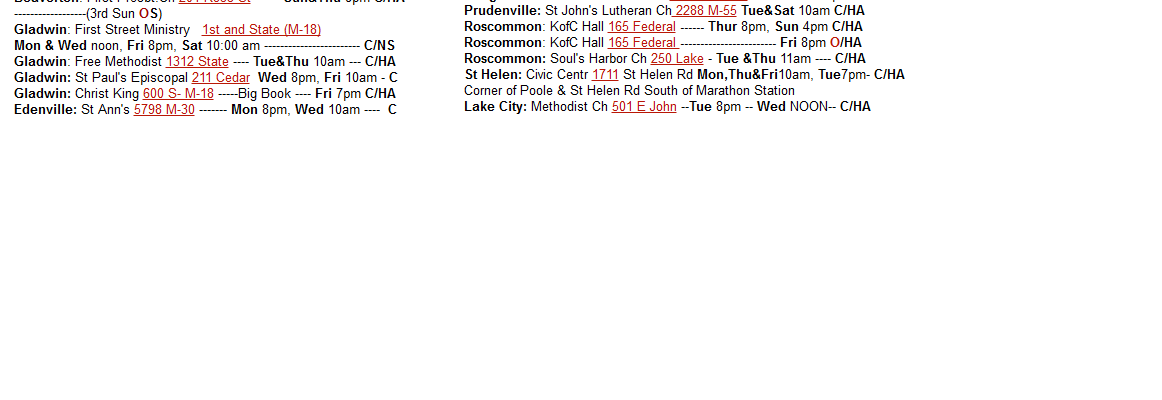 -------------------(3rd Sun OS)
Gladwin: First Street Ministry 1st and State (M-18)
Mon & Wed noon, Fri 8pm, Sat 10:00 am ------------------------ C/NS
Gladwin: Free Methodist 1312 State ---- Tue&Thu 10am --- C/HA
Gladwin: St Paul's Episcopal 211 Cedar Wed 8pm, Fri 10am - C
Gladwin: Christ King 600 S- M-18 -----Big Book ---- Fri 7pm C/HA
Edenville: St Ann's 5798 M-30 ------- Mon 8pm, Wed 10am ---- C
Prudenville: St John's Lutheran Ch 2288 M-55 Tue&Sat 10am C/HA
Roscommon: KofC Hall 165 Federal ------ Thur 8pm, Sun 4pm C/HA
Roscommon: KofC Hall 165 Federal ------------------------ Fri 8pm O/HA
Roscommon: Soul's Harbor Ch 250 Lake - Tue &Thu 11am ---- C/HA
St Helen: Civic Centr 1711 St Helen Rd Mon,Thu&Fri10am, Tue7pm- C/HA
Corner of Poole & St Helen Rd South of Marathon Station
Lake City: Methodist Ch 501 E John --Tue 8pm -- Wed NOON-- C/HA